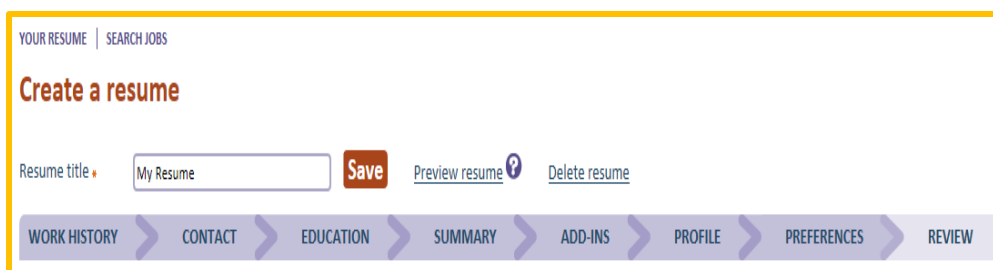 YOUR RESUME | SEARCH JOBS
Create a resume
Resume title * My Resume Save Preview resume ? Delete resume
WORK HISTORY CONTACT EDUCATION SUMMARY ADD-INS PROFILE PREFERENCES REVIEW